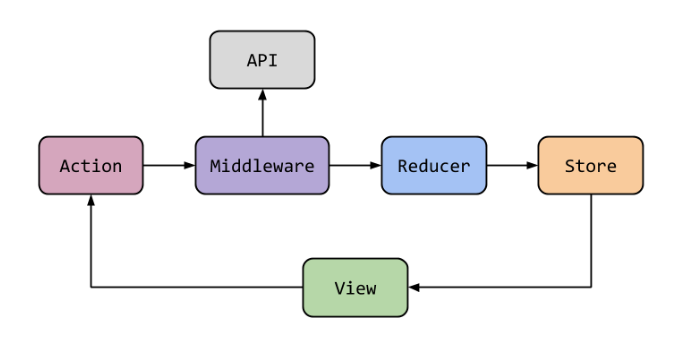 API
Action
Middleware
Reducer
Store
View